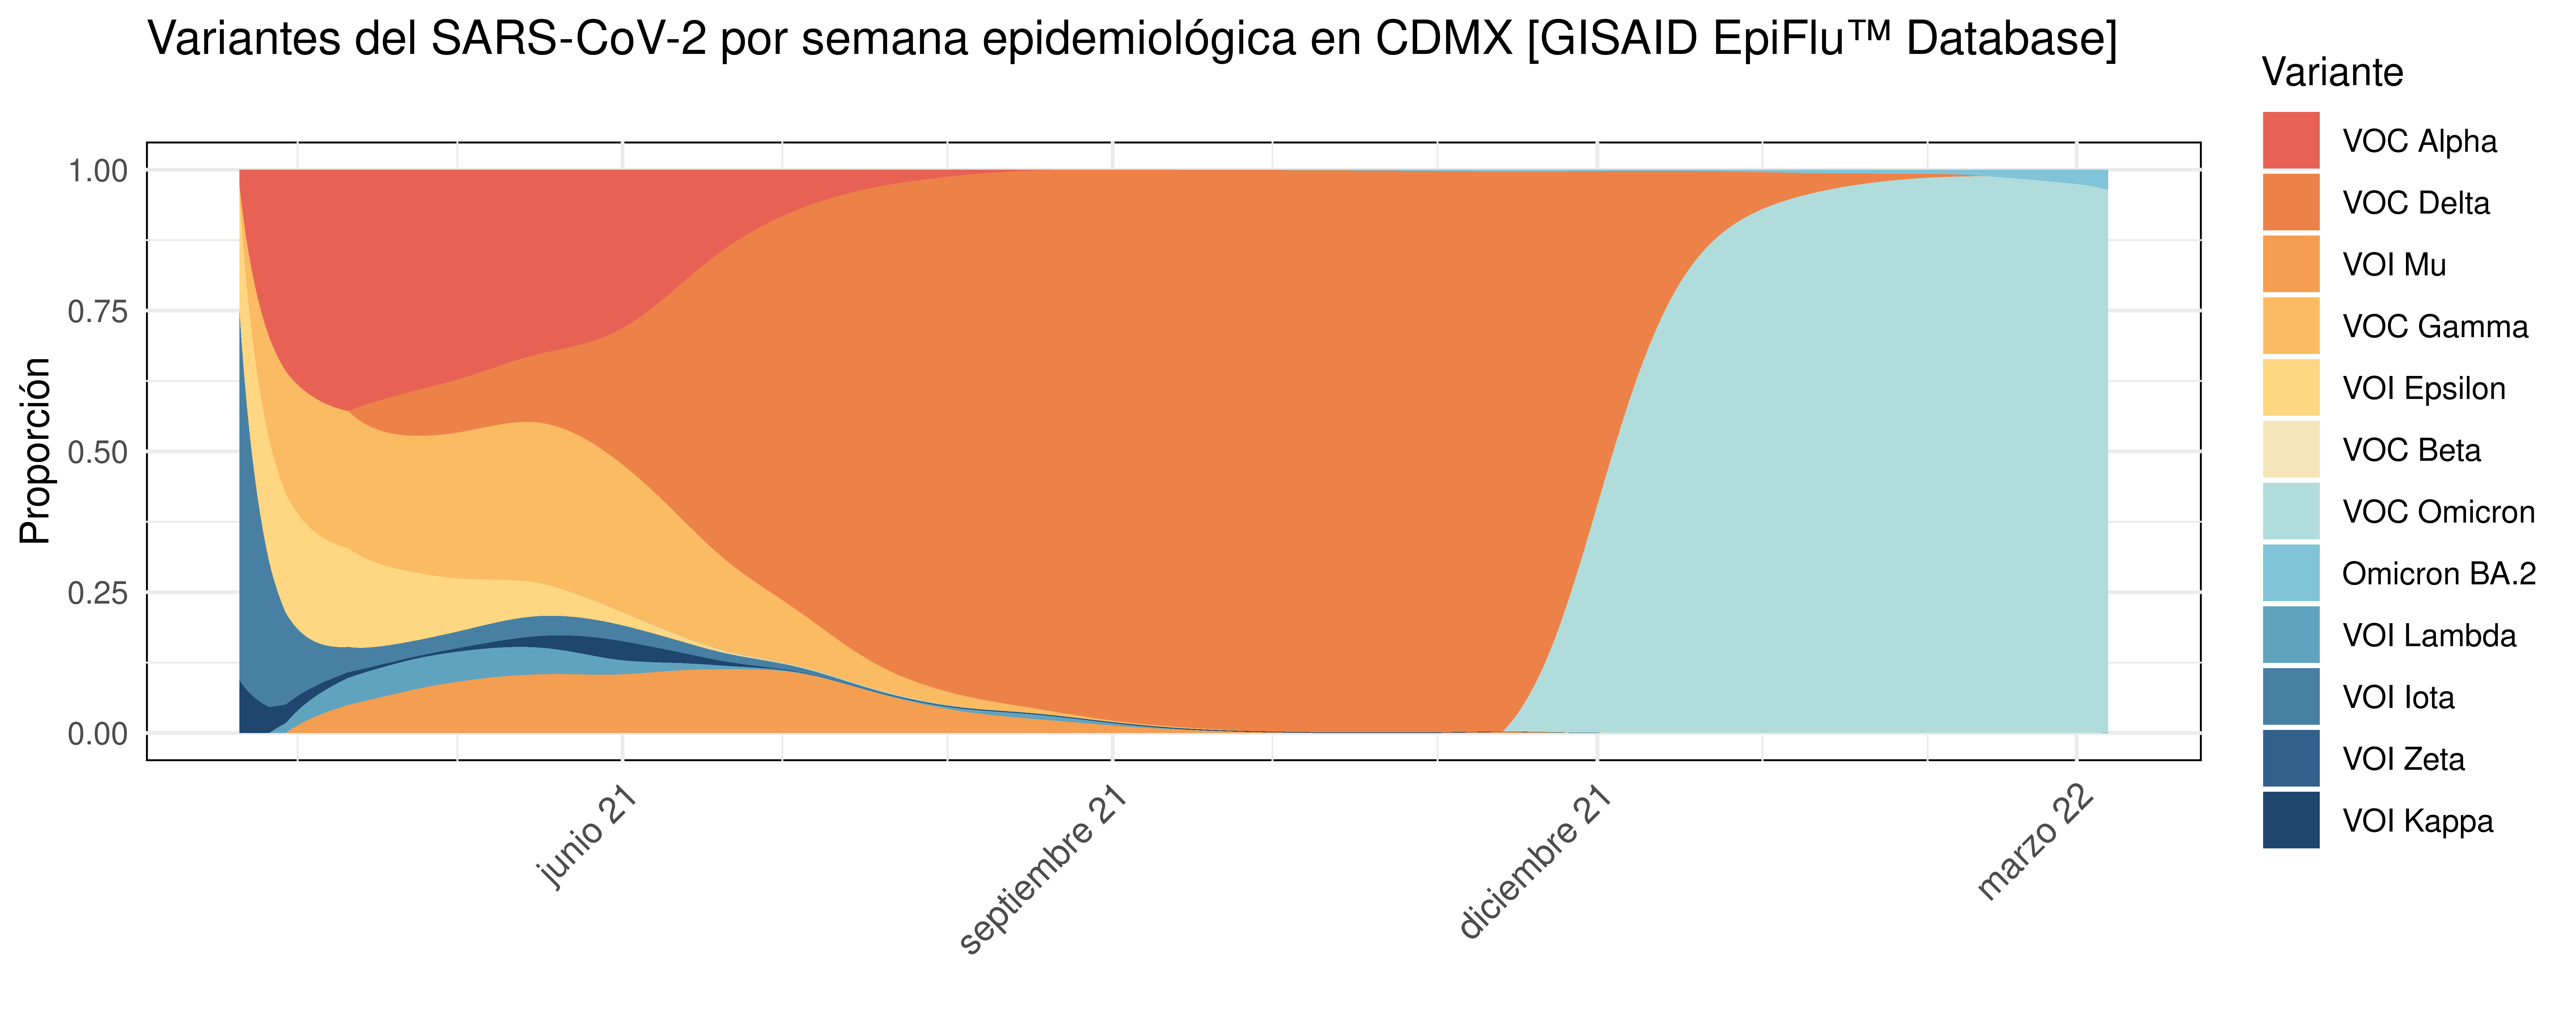 Variantes del SARS-CoV-2 por semana epidemiológica en CDMX [GISAID EpiFlu™ Database]
Proporción
1.00
0.75
0.50
0.25
0.00
junio 21
septiembre 21
diciembre 21
marzo 22
Variante
VOC Alpha
VOC Delta
VOI Mu
VOC Gamma
VOI Epsilon
VOC Beta
VOC Omicron
Omicron BA.2
VOI Lambda
VOI Iota
VOI Zeta
VOI Kappa